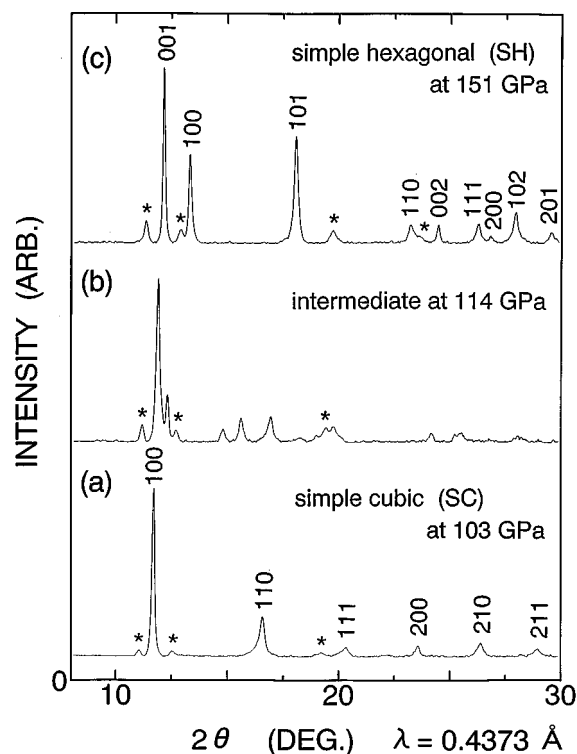 (c)
001
simple hexagonal (SH)
at 151 GPa
100
101
*
*
*
110
*
002
111
200
102
201
(b)
intermediate at 114 GPa
*
*
*
(a)
100
simple cubic (SC)
at 103 GPa
*
*
110
*
111
200
210
211
INTENSITY (ARB.)
0
10
20
30
2 θ (DEG.) λ = 0.4373 Å